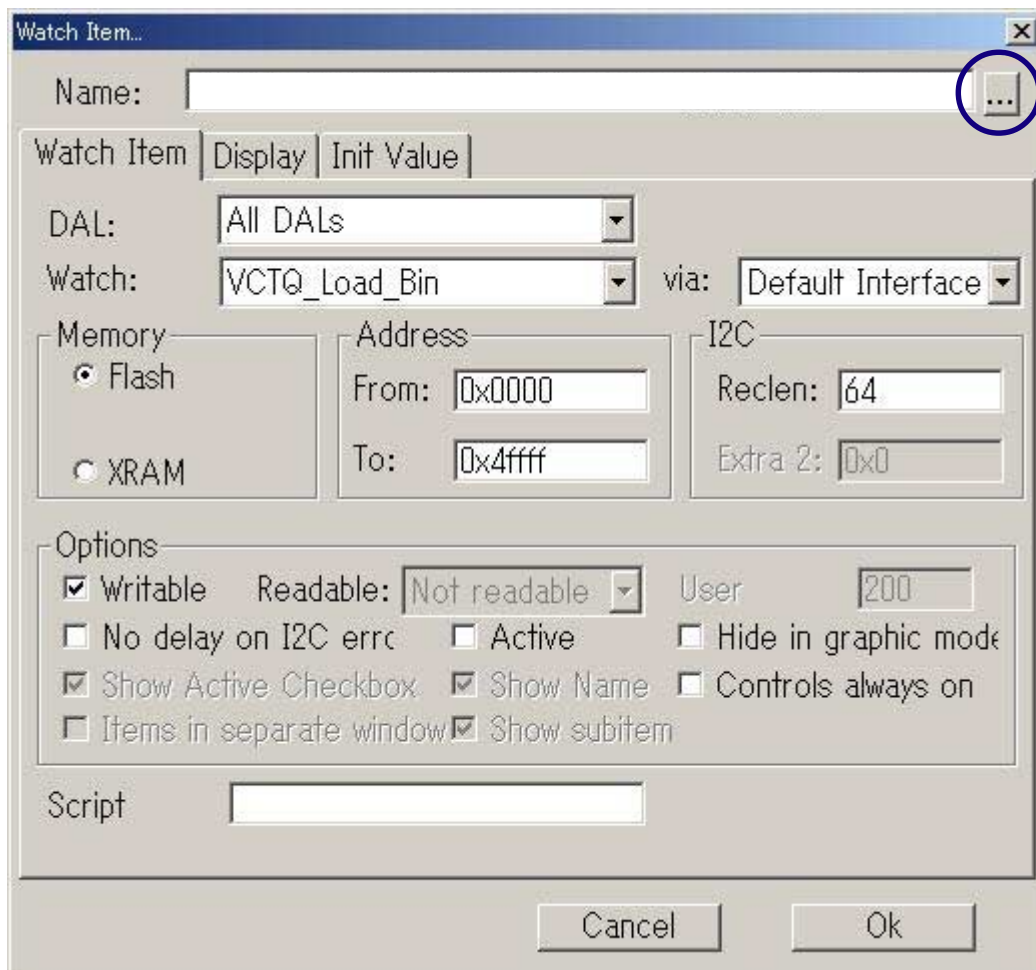 Watch Item...
Name: ...
Watch Item Display Init Value
DAL: All DALs
Watch: VCTQ_Load_Bin via: Default Interface
Memory Address I2C
Flash From: 0x0000 Reclen: 64
XRAM To: 0x4ffff Extra 2: 0x0
Options
Writable Readable: Not readable User 200
No delay on I2C errc Active Hide in graphic mode
Show Active Checkbox Show Name Controls always on
Items in separate window Show subitem
Script
Cancel Ok